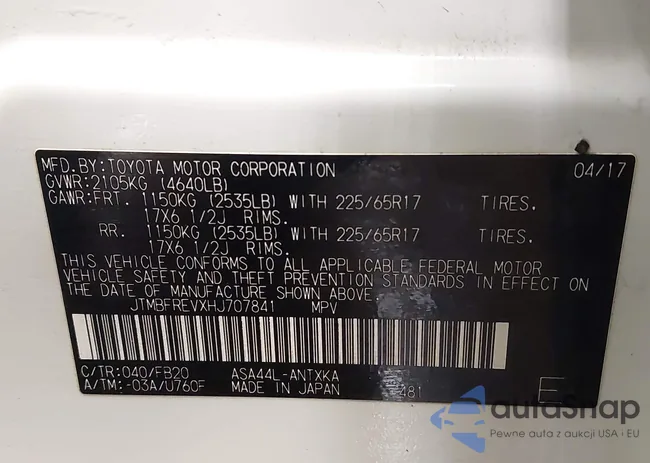 MFD.BY:TOYOTA MOTOR CORPORATION 04/17
GVWR:2105KG (4640LB)
GAWR:FRT. 1150KG (2535LB) WITH 225/65R17 TIRES.
17X6 1/2J RIMS.
RR. 1150KG (2535LB) WITH 225/65R17 TIRES.
17X6 1/2J RIMS.
THIS VEHICLE CONFORMS TO ALL APPLICABLE FEDERAL MOTOR
VEHICLE SAFETY AND THEFT PREVENTION STANDARDS IN EFFECT ON
THE DATE OF MANUFACTURE SHOWN ABOVE.
JTMBFREVXHJ707841 MPV
C/TR:040/FB20 ASA44L-ANTXKA
A/TM:-03A/U760F MADE IN JAPAN 481 E
autoSnap
Pewne auta z aukcji USA i EU